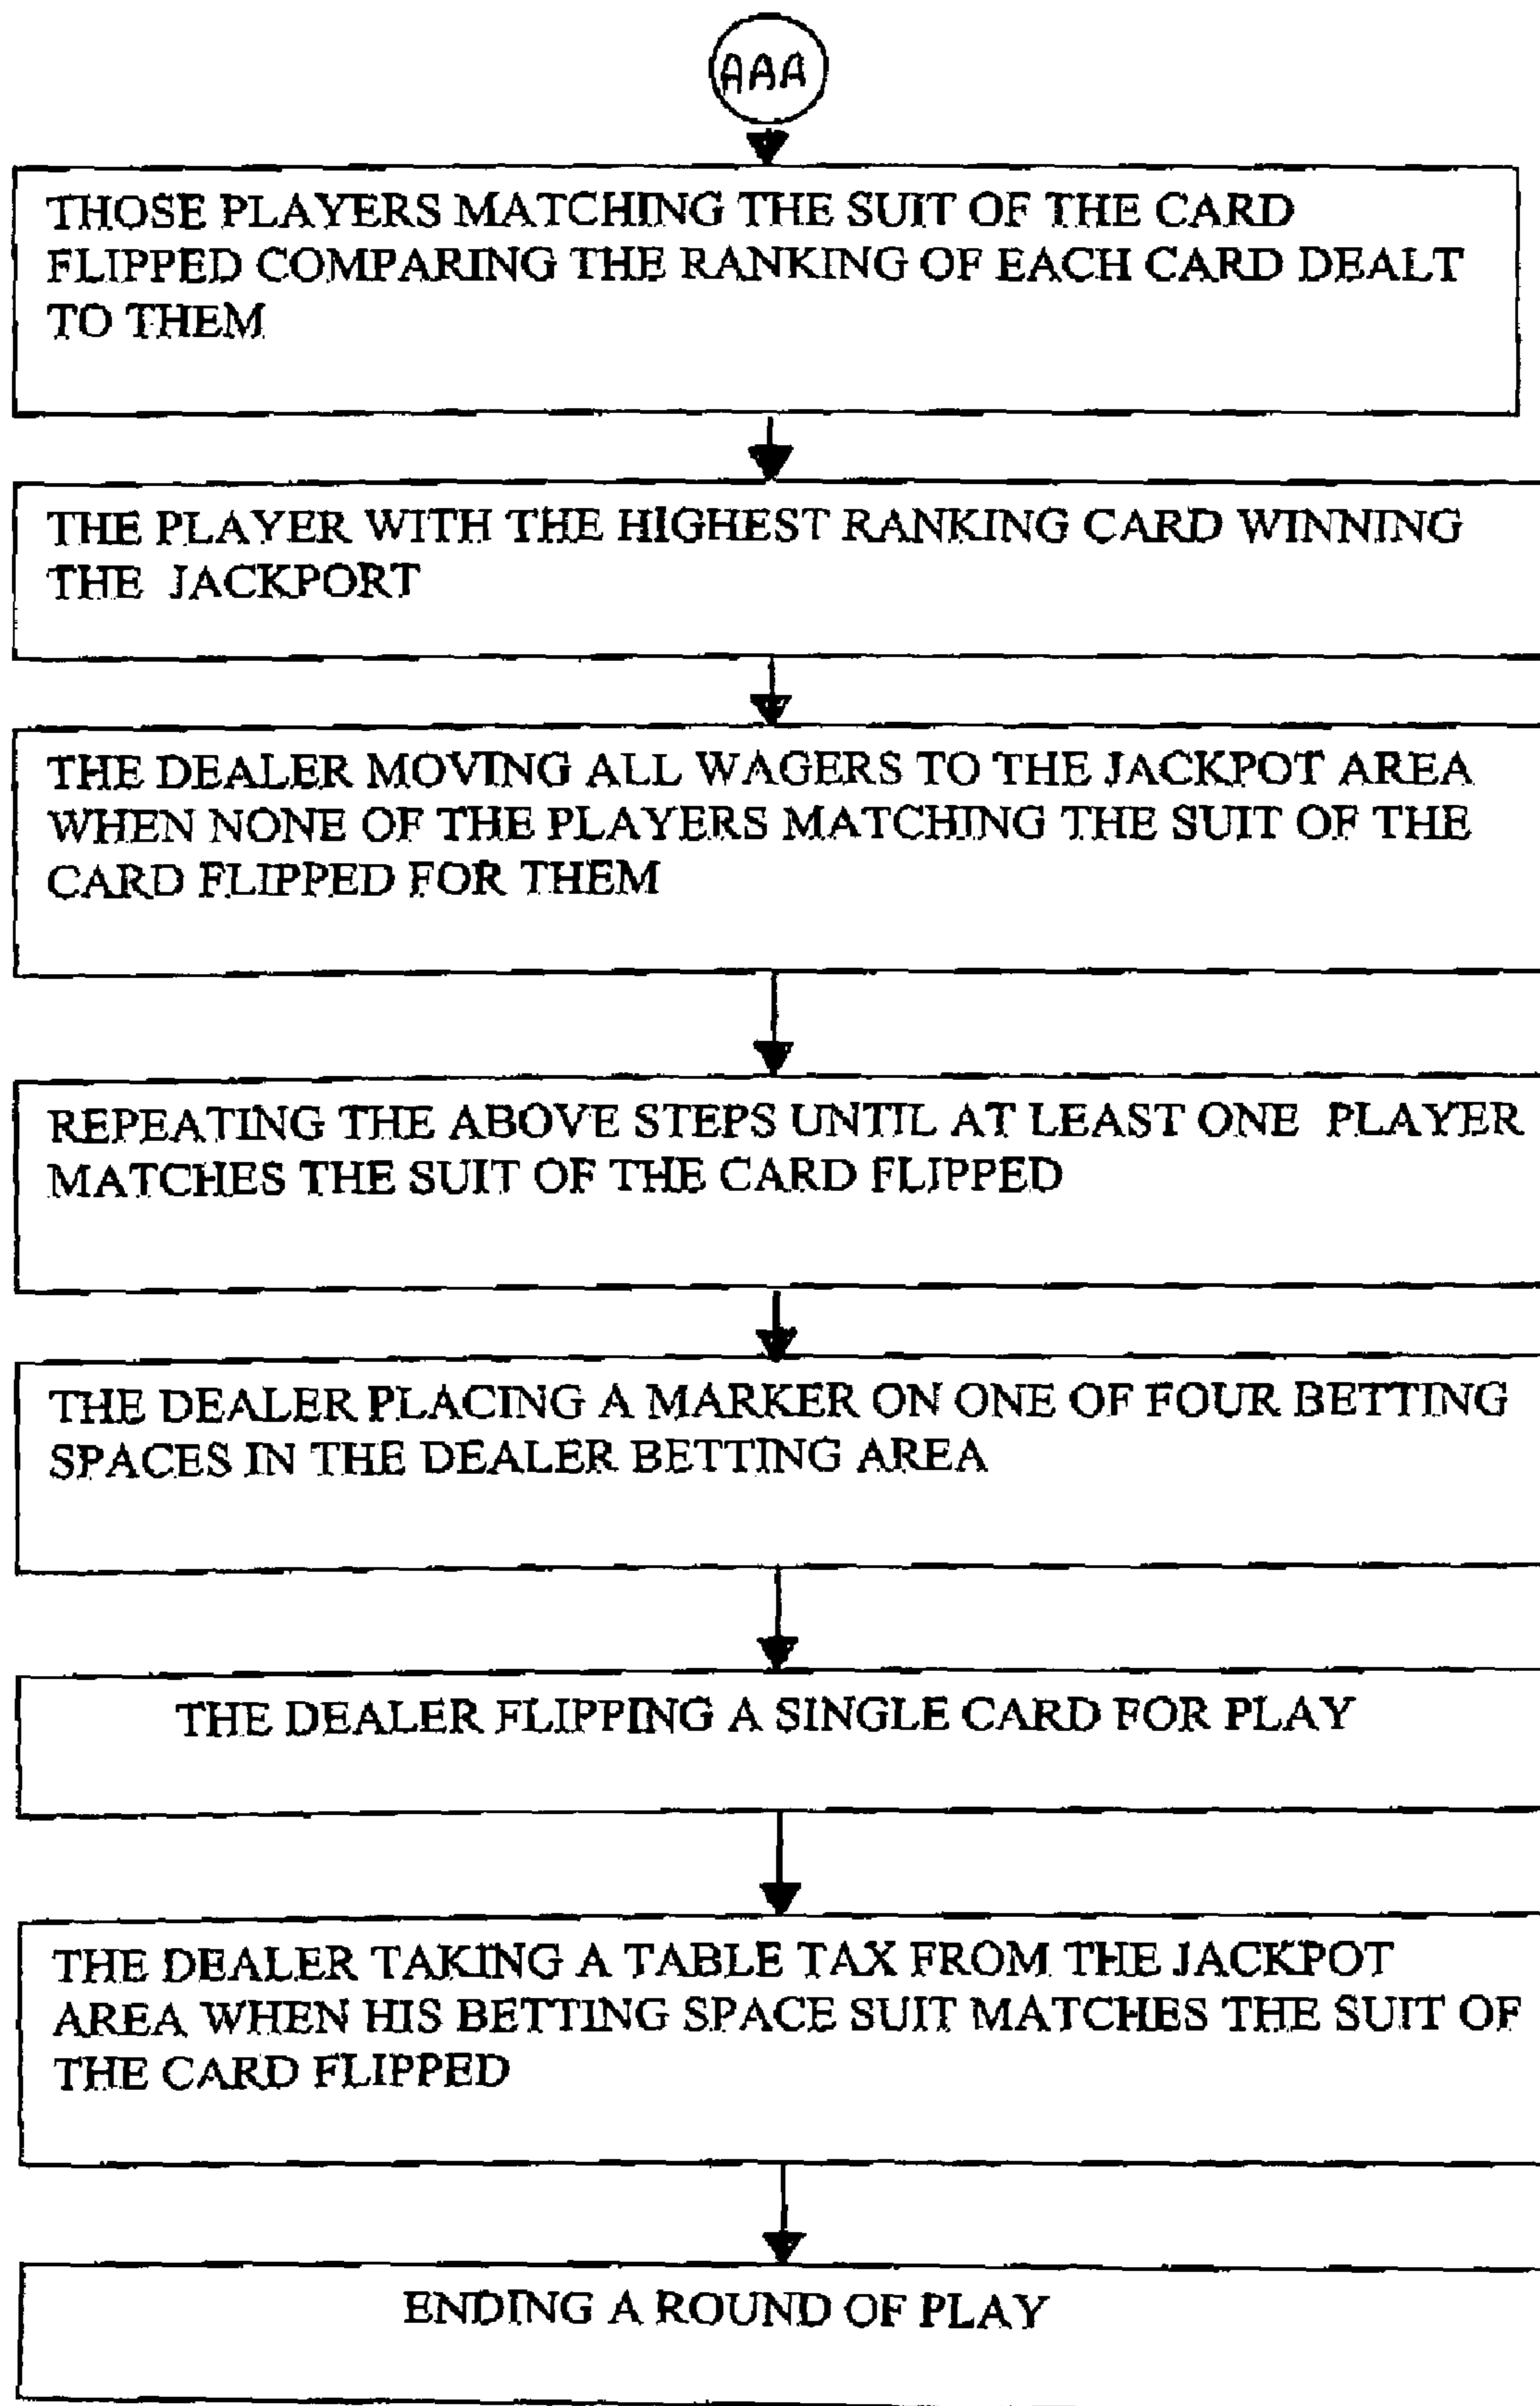 AAA
THOSE PLAYERS MATCHING THE SUIT OF THE CARD
FLIPPED COMPARING THE RANKING OF EACH CARD DEALT
TO THEM
THE PLAYER WITH THE HIGHEST RANKING CARD WINNING
THE JACKPORT
THE DEALER MOVING ALL WAGERS TO THE JACKPOT AREA
WHEN NONE OF THE PLAYERS MATCHING THE SUIT OF THE
CARD FLIPPED FOR THEM
REPEATING THE ABOVE STEPS UNTIL AT LEAST ONE PLAYER
MATCHES THE SUIT OF THE CARD FLIPPED
THE DEALER PLACING A MARKER ON ONE OF FOUR BETTING
SPACES IN THE DEALER BETTING AREA
THE DEALER FLIPPING A SINGLE CARD FOR PLAY
THE DEALER TAKING A TABLE TAX FROM THE JACKPOT
AREA WHEN HIS BETTING SPACE SUIT MATCHES THE SUIT OF
THE CARD FLIPPED
ENDING A ROUND OF PLAY